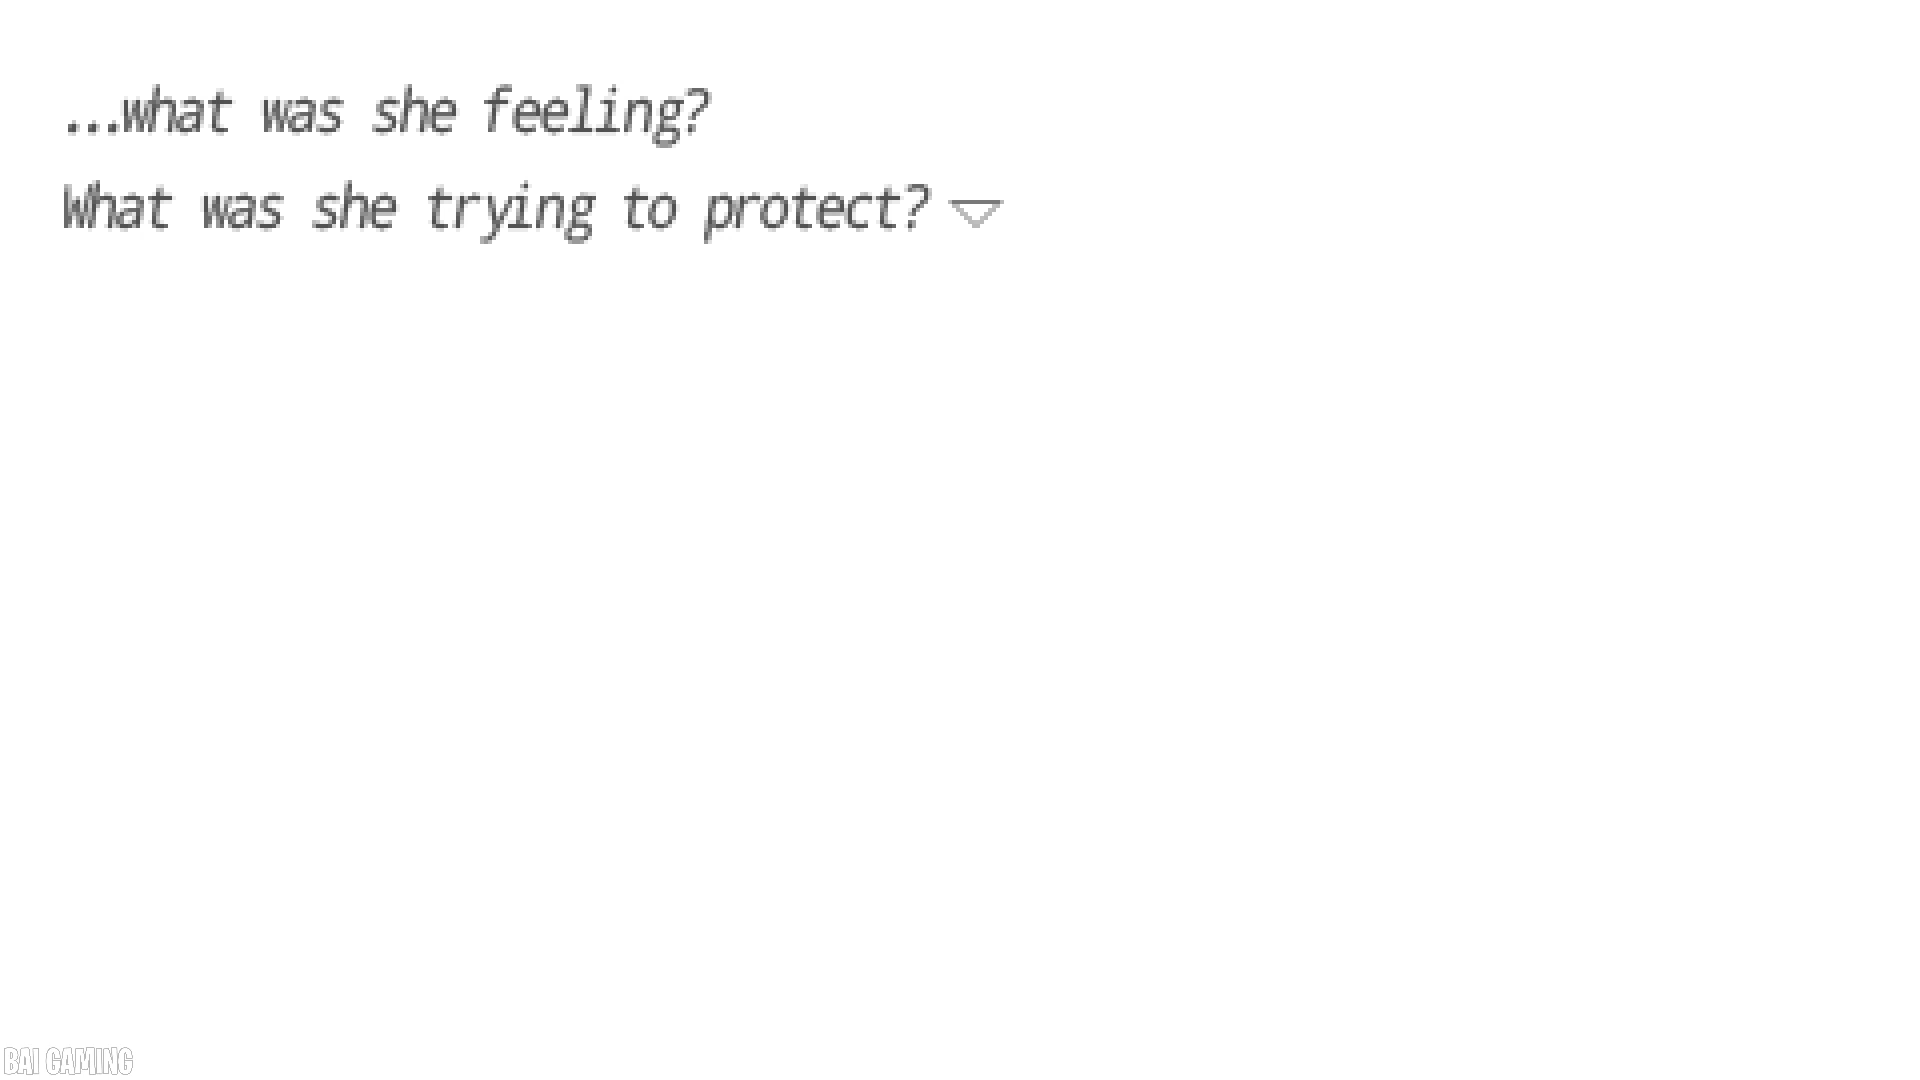 ...what was she feeling?
What was she trying to protect?
BAI GAMING